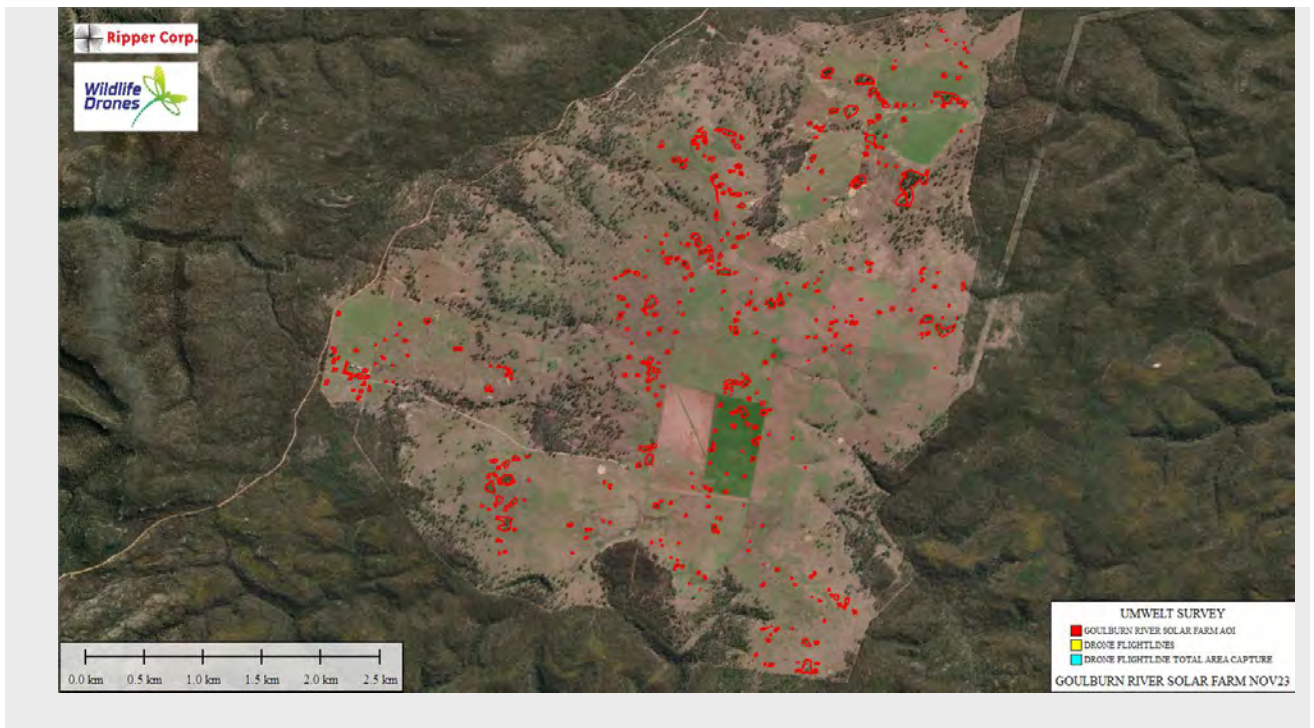 Ripper Corp.
Wildlife
Drones
UMWELT SURVEY
GOULBURN RIVER SOLAR FARM AOI
DRONE FLIGHTLINES
DRONE FLIGHTLINE TOTAL AREA CAPTURE
GOULBURN RIVER SOLAR FARM NOV23
0.0 km 0.5 km 1.0 km 1.5 km 2.0 km 2.5 km